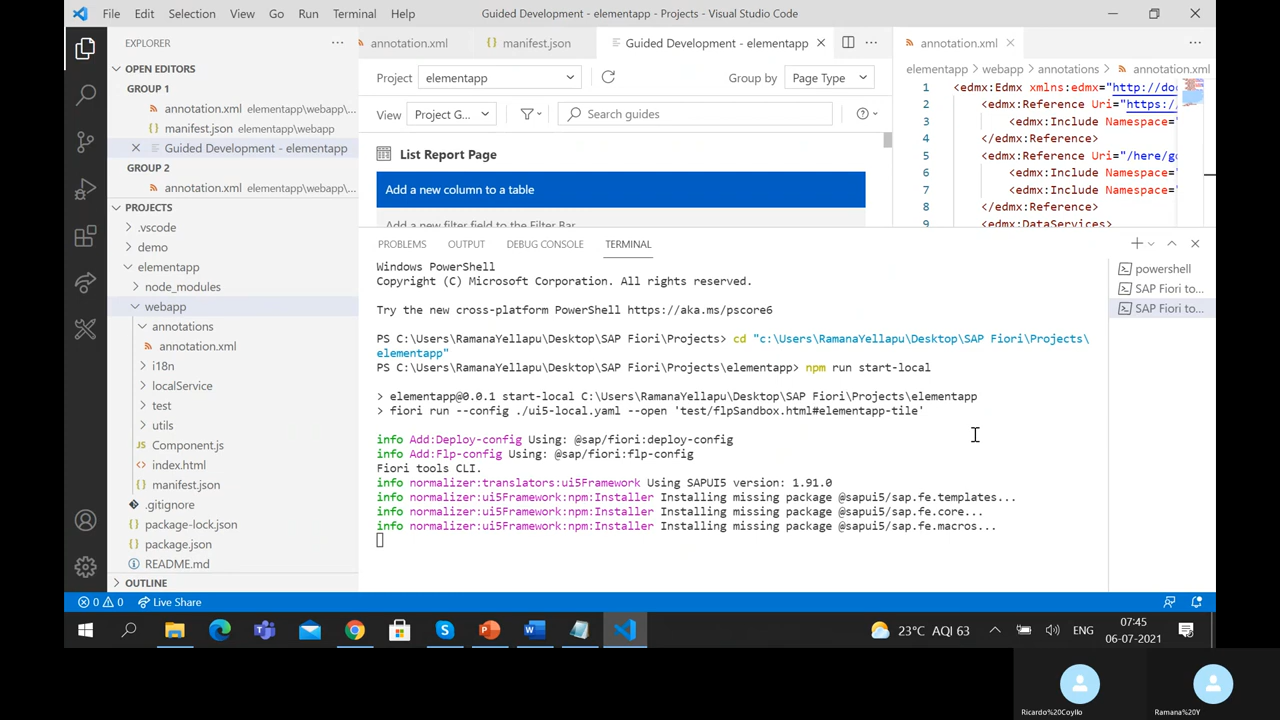 File Edit Selection View Go Run Terminal Help
Guided Development - elementapp - Projects - Visual Studio Code
EXPLORER
OPEN EDITORS
GROUP 1
annotation.xml elementapp\webapp\...
manifest.json elementapp\webapp
Guided Development - elementapp
GROUP 2
annotation.xml elementapp\webapp\...
PROJECTS
.vscode
demo
elementapp
node_modules
webapp
annotations
annotation.xml
i18n
localService
test
utils
Component.js
index.html
manifest.json
.gitignore
package-lock.json
package.json
README.md
OUTLINE
annotation.xml
manifest.json
Guided Development - elementapp
Project elementapp
Group by Page Type
View Project G...
Search guides
List Report Page
Add a new column to a table
Add a new filter field to the Filter Bar
annotation.xml
elementapp > webapp > annotations > annotation.xml
1 <edmx:Edmx xmlns:edmx="http://doc
2 <edmx:Reference Uri="https:/
3 <edmx:Include Namespace="
4 </edmx:Reference>
5 <edmx:Reference Uri="/here/go
6 <edmx:Include Namespace="
7 <edmx:Include Namespace="
8 </edmx:Reference>
9 <edmx:DataServices>
PROBLEMS OUTPUT DEBUG CONSOLE TERMINAL
Windows PowerShell
Copyright (C) Microsoft Corporation. All rights reserved.
Try the new cross-platform PowerShell https://aka.ms/pscore6
PS C:\Users\RamanaYellapu\Desktop\SAP Fiori\Projects> cd "c:\Users\RamanaYellapu\Desktop\SAP Fiori\Projects\
elementapp"
PS C:\Users\RamanaYellapu\Desktop\SAP Fiori\Projects\elementapp> npm run start-local
> elementapp@0.0.1 start-local C:\Users\RamanaYellapu\Desktop\SAP Fiori\Projects\elementapp
> fiori run --config ./ui5-local.yaml --open 'test/flpSandbox.html#elementapp-tile'
info Add:Deploy-config Using: @sap/fiori:deploy-config
info Add:Flp-config Using: @sap/fiori:flp-config
Fiori tools CLI.
info normalizer:translators:ui5Framework Using SAPUI5 version: 1.91.0
info normalizer:ui5Framework:npm:Installer Installing missing package @sapui5/sap.fe.templates...
info normalizer:ui5Framework:npm:Installer Installing missing package @sapui5/sap.fe.core...
info normalizer:ui5Framework:npm:Installer Installing missing package @sapui5/sap.fe.macros...
powershell
SAP Fiori to...
SAP Fiori to...
0 0 Live Share
23°C AQI 63
ENG
07:45
06-07-2021
Ricardo%20Coyllo
Ramana%20Y